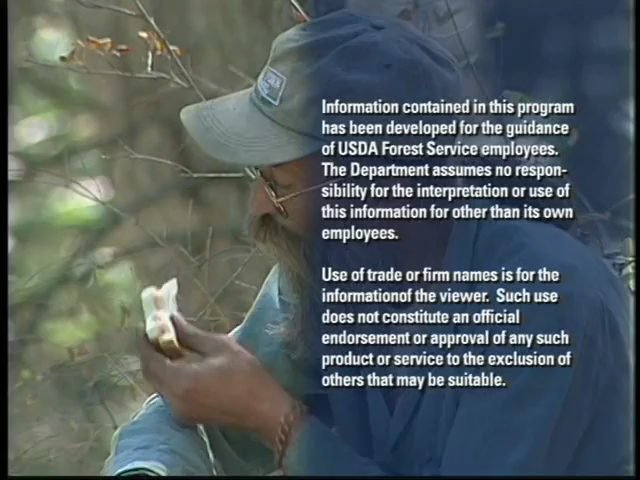 Information contained in this program
has been developed for the guidance
of USDA Forest Service employees.
The Department assumes no respon-
sibility for the interpretation or use of
this information for other than its own
employees.
Use of trade or firm names is for the
informationof the viewer. Such use
does not constitute an official
endorsement or approval of any such
product or service to the exclusion of
others that may be suitable.